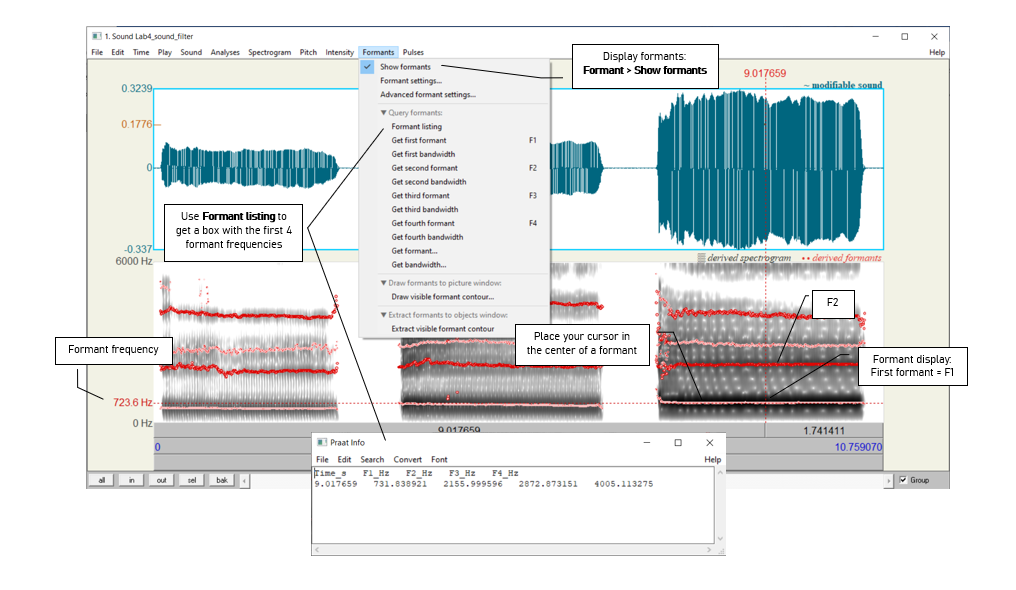 1. Sound Lab4_sound_filter
File Edit Time Play Sound Analyses Spectrogram Pitch Intensity Formants Pulses Help
Display formants:
Formant > Show formants
✓ Show formants
Formant settings...
Advanced formant settings...
▼ Query formants:
Formant listing
Get first formant F1
Get first bandwidth
Get second formant F2
Get second bandwidth
Get third formant F3
Get third bandwidth
Get fourth formant F4
Get fourth bandwidth
Get formant...
Get bandwidth...
▼ Draw formants to picture window:
Draw visible formant contour...
▼ Extract formants to objects window:
Extract visible formant contour
9.017659
~ modifiable sound
0.3239
0.1776
0
-0.337
6000 Hz
derived spectrogram •• derived formants
Use Formant listing to
get a box with the first 4
formant frequencies
F2
Place your cursor in
the center of a formant
Formant frequency
Formant display:
First formant = F1
723.6 Hz
0 Hz
9.017659 1.741411
0 10.759070
all in out sel bak
Group
Praat Info
File Edit Search Convert Font Help
Time_s F1_Hz F2_Hz F3_Hz F4_Hz
9.017659 731.838921 2155.999596 2872.873151 4005.113275